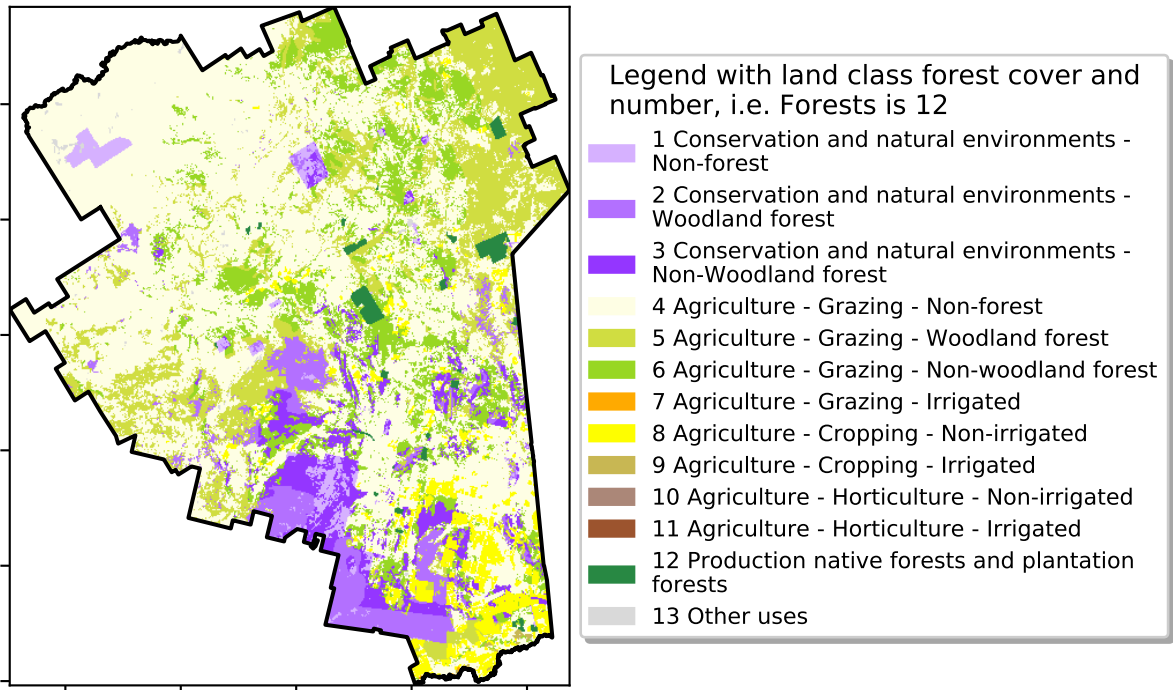 Legend with land class forest cover and
number, i.e. Forests is 12
1 Conservation and natural environments -
Non-forest
2 Conservation and natural environments -
Woodland forest
3 Conservation and natural environments -
Non-Woodland forest
4 Agriculture - Grazing - Non-forest
5 Agriculture - Grazing - Woodland forest
6 Agriculture - Grazing - Non-woodland forest
7 Agriculture - Grazing - Irrigated
8 Agriculture - Cropping - Non-irrigated
9 Agriculture - Cropping - Irrigated
10 Agriculture - Horticulture - Non-irrigated
11 Agriculture - Horticulture - Irrigated
12 Production native forests and plantation
forests
13 Other uses